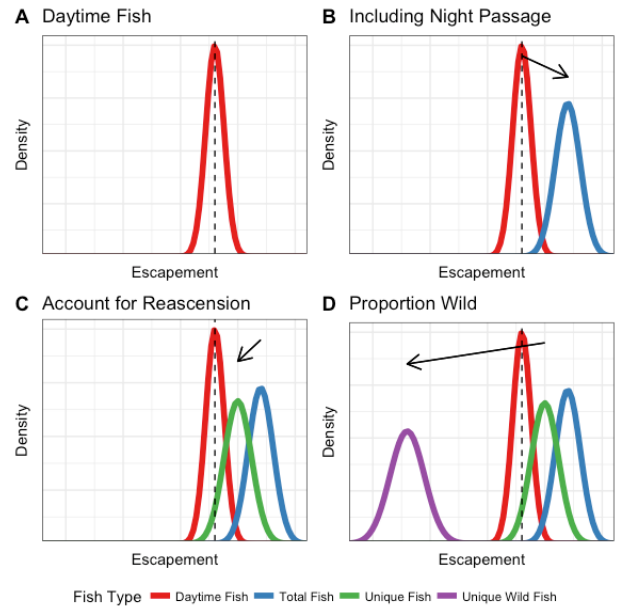 A Daytime Fish
B Including Night Passage
Density
Density
Escapement
Escapement
C Account for Reascension
D Proportion Wild
Density
Density
Escapement
Escapement
Fish Type Daytime Fish Total Fish Unique Fish Unique Wild Fish